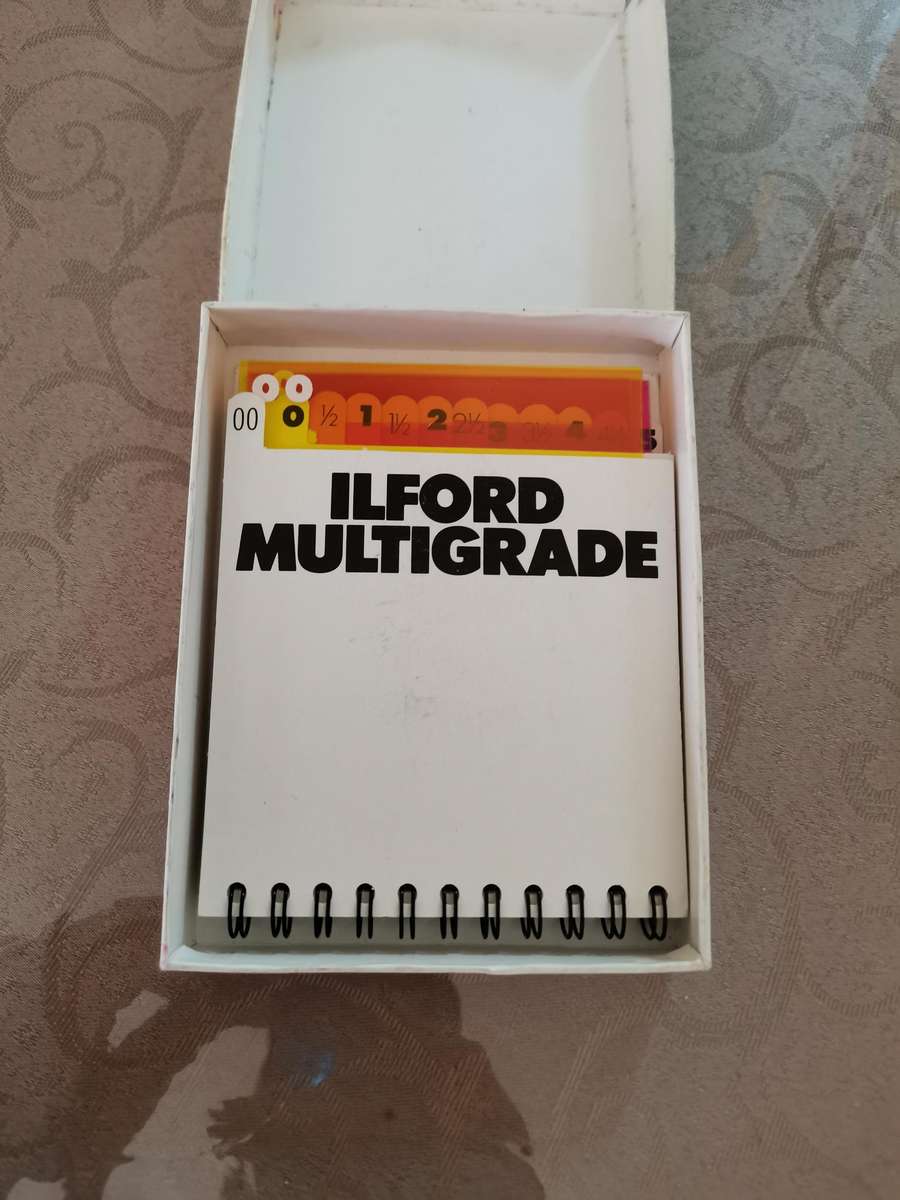 00
00 0 ½ 1 1½ 2 2½ 3 3½ 4 4½ 5
ILFORD
MULTIGRADE